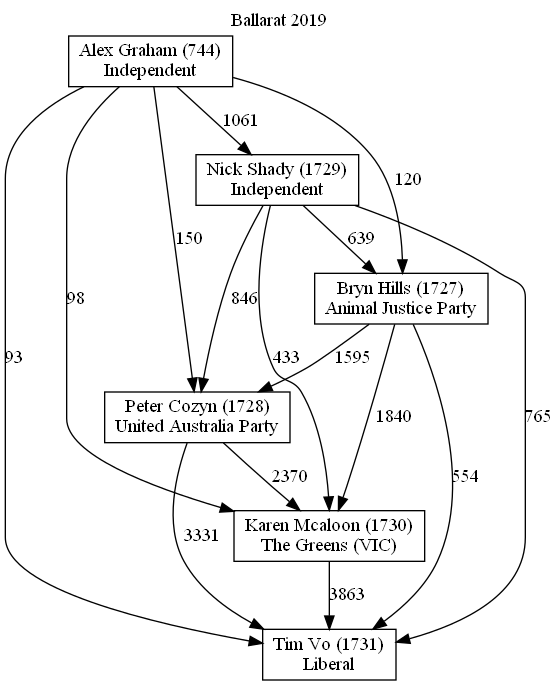 Ballarat 2019
Alex Graham (744)
Independent
1061
Nick Shady (1729)
Independent
120
150
639
Bryn Hills (1727)
Animal Justice Party
98
846
93
433
1595
Peter Cozyn (1728)
United Australia Party
1840
765
2370
554
Karen Mcaloon (1730)
The Greens (VIC)
3331
3863
Tim Vo (1731)
Liberal